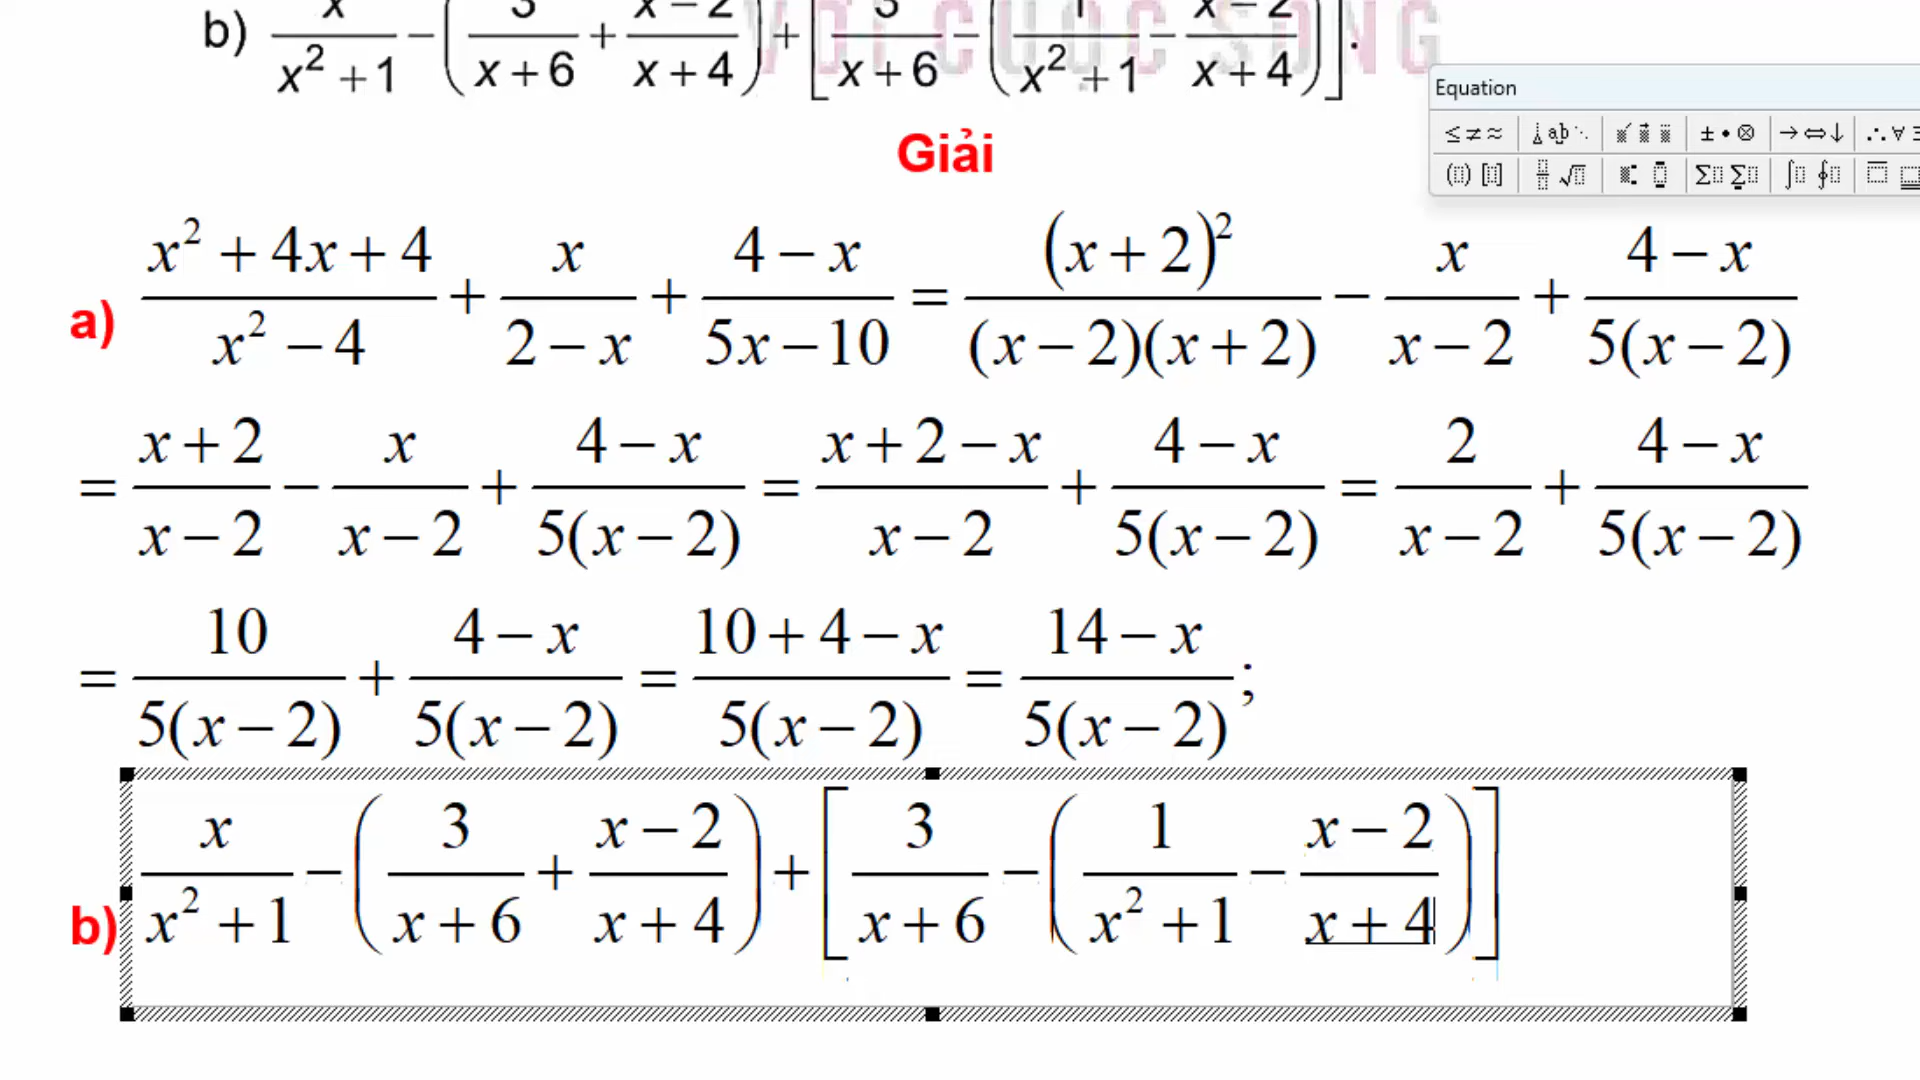 b) x/(x² + 1) − (3/(x + 6) + (x − 2)/(x + 4)) + [3/(x + 6) − (1/(x² + 1) − (x − 2)/(x + 4))].
VỚI CUỘC SỐNG
Equation
Giải
a) (x² + 4x + 4)/(x² − 4) + x/(2 − x) + (4 − x)/(5x − 10) = (x + 2)²/((x − 2)(x + 2)) − x/(x − 2) + (4 − x)/(5(x − 2))
= (x + 2)/(x − 2) − x/(x − 2) + (4 − x)/(5(x − 2)) = (x + 2 − x)/(x − 2) + (4 − x)/(5(x − 2)) = 2/(x − 2) + (4 − x)/(5(x − 2))
= 10/(5(x − 2)) + (4 − x)/(5(x − 2)) = (10 + 4 − x)/(5(x − 2)) = (14 − x)/(5(x − 2));
b) x/(x² + 1) − (3/(x + 6) + (x − 2)/(x + 4)) + [3/(x + 6) − (1/(x² + 1) − (x − 2)/(x + 4))]